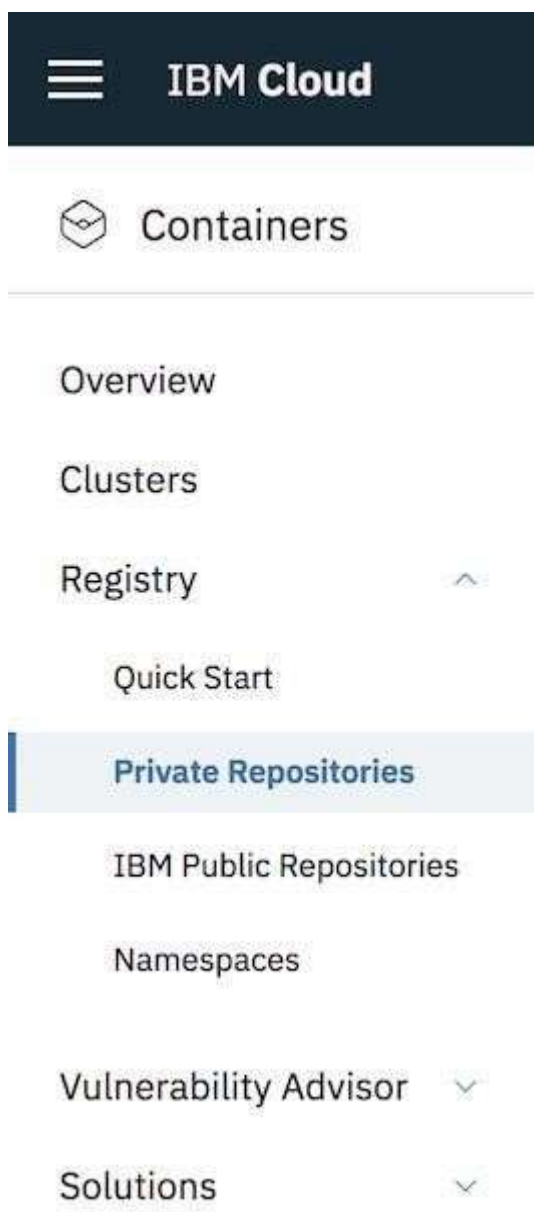 IBM Cloud
Containers
Overview
Clusters
Registry
Quick Start
Private Repositories
IBM Public Repositories
Namespaces
Vulnerability Advisor
Solutions